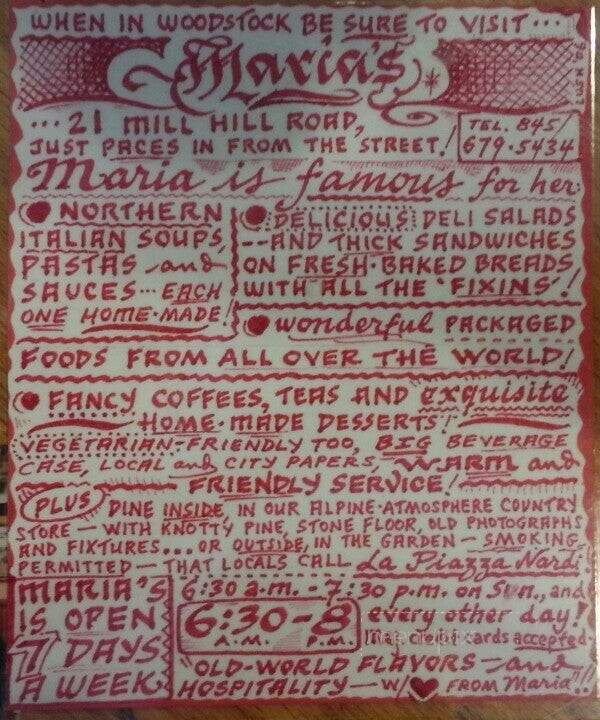 WHEN IN WOODSTOCK BE SURE TO VISIT...
Maria's
...21 MILL HILL ROAD,
JUST PACES IN FROM THE STREET!
TEL. 845/
679·5434
Maria is famous for her:
NORTHERN
ITALIAN SOUPS,
PASTAS and
SAUCES... EACH
ONE HOME·MADE!
DELICIOUS DELI SALADS
--AND THICK SANDWICHES
ON FRESH·BAKED BREADS
WITH ALL THE "FIXINS"!
wonderful PACKAGED
FOODS FROM ALL OVER THE WORLD!
FANCY COFFEES, TEAS AND exquisite
HOME·MADE DESSERTS!
VEGETARIAN-FRIENDLY TOO, BIG BEVERAGE
CASE, LOCAL and CITY PAPERS, WARM and
FRIENDLY SERVICE!
PLUS DINE INSIDE, IN OUR ALPINE·ATMOSPHERE COUNTRY
STORE — WITH KNOTTY PINE, STONE FLOOR, OLD PHOTOGRAPHS
AND FIXTURES... OR OUTSIDE, IN THE GARDEN — SMOKING
PERMITTED — THAT LOCALS CALL La Piazza Nardi.
MARIA'S
IS OPEN
7 DAYS
A WEEK
6:30 a.m. - 7:30 p.m. on Sun., and
6:30-8
A.M. P.M.
every other day!
credit cards accepted
"OLD-WORLD FLAVORS — and
HOSPITALITY — W/♥ FROM Maria"!!